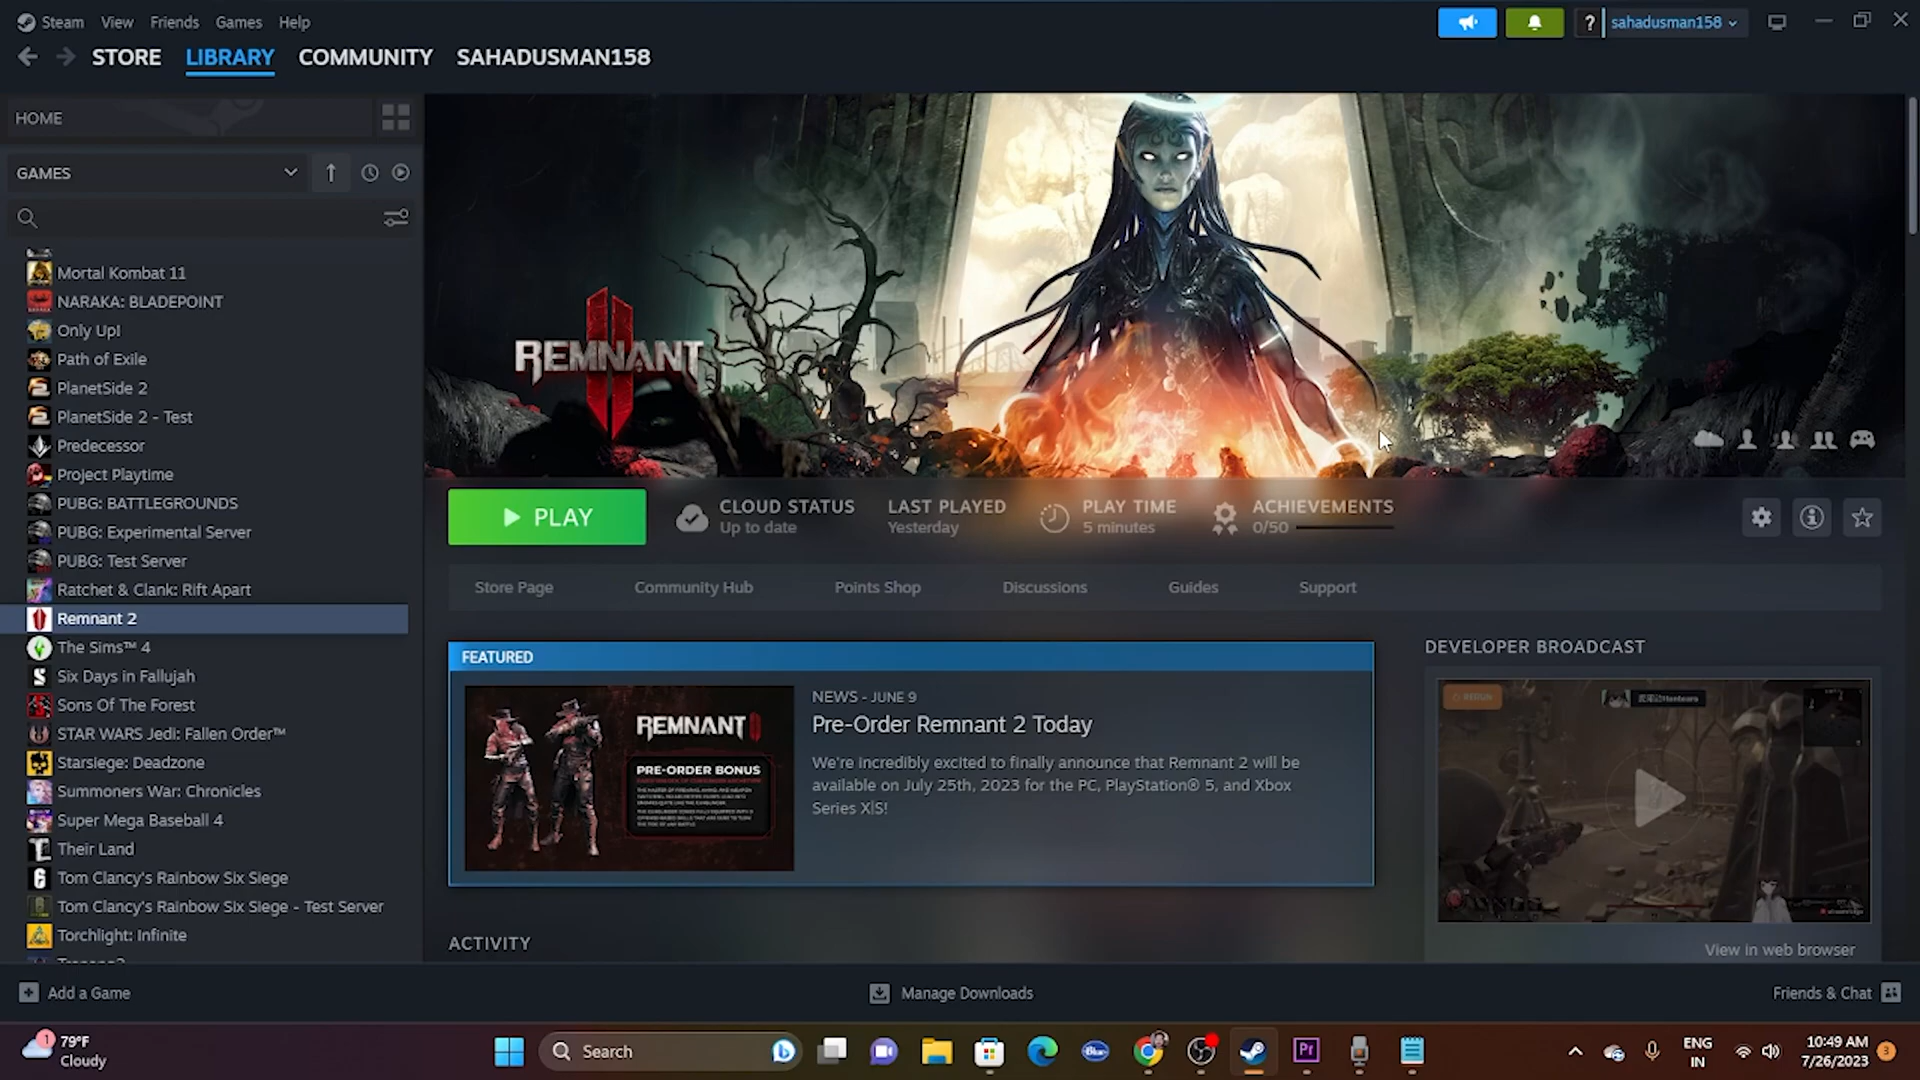 Steam View Friends Games Help
? sahadusman158
STORE LIBRARY COMMUNITY SAHADUSMAN158
HOME
GAMES
Mortal Kombat 11
NARAKA: BLADEPOINT
Only Up!
Path of Exile
PlanetSide 2
PlanetSide 2 - Test
Predecessor
Project Playtime
PUBG: BATTLEGROUNDS
PUBG: Experimental Server
PUBG: Test Server
Ratchet & Clank: Rift Apart
Remnant 2
The Sims™ 4
Six Days in Fallujah
Sons Of The Forest
STAR WARS Jedi: Fallen Order™
Starsiege: Deadzone
Summoners War: Chronicles
Super Mega Baseball 4
Their Land
Tom Clancy's Rainbow Six Siege
Tom Clancy's Rainbow Six Siege - Test Server
Torchlight: Infinite
REMNANT II
PLAY
CLOUD STATUS
Up to date
LAST PLAYED
Yesterday
PLAY TIME
5 minutes
ACHIEVEMENTS
0/50
Store Page Community Hub Points Shop Discussions Guides Support
FEATURED
REMNANT II
PRE-ORDER BONUS
NEWS - JUNE 9
Pre-Order Remnant 2 Today
We're incredibly excited to finally announce that Remnant 2 will be
available on July 25th, 2023 for the PC, PlayStation® 5, and Xbox
Series X|S!
DEVELOPER BROADCAST
RERUN
View in web browser
ACTIVITY
Add a Game
Manage Downloads
Friends & Chat
1
79°F
Cloudy
Search
Blue
Pr
ENG
IN
10:49 AM
7/26/2023
3